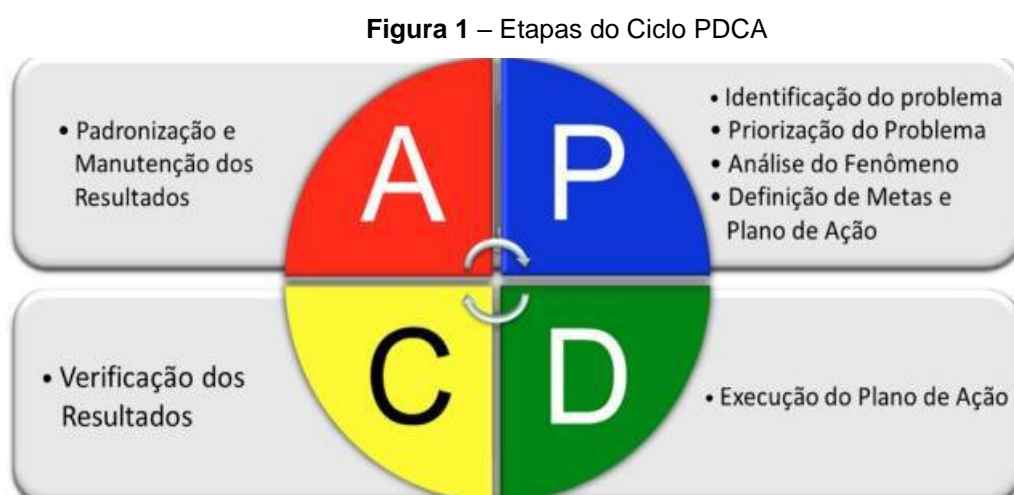 Figura 1 – Etapas do Ciclo PDCA
• Padronização e
Manutenção dos
Resultados
A
P
• Identificação do problema
• Priorização do Problema
• Análise do Fenômeno
• Definição de Metas e
Plano de Ação
• Verificação dos
Resultados
C
D
• Execução do Plano de Ação